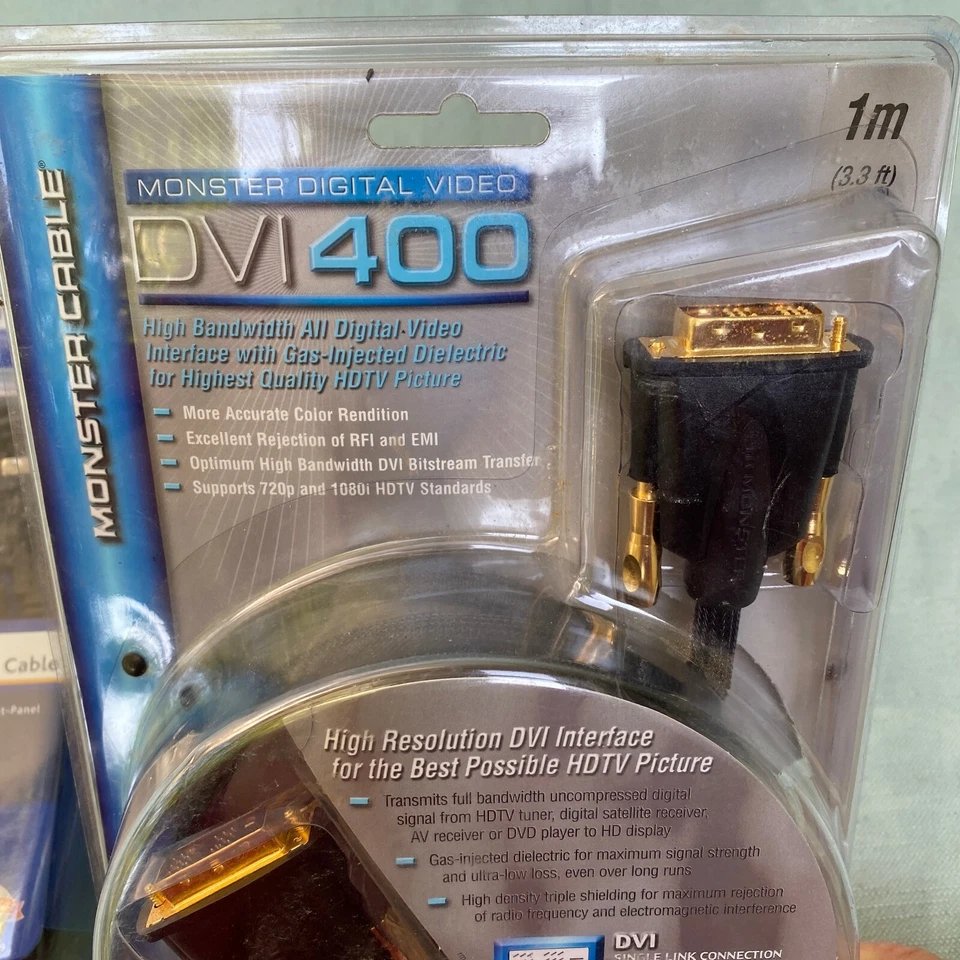 1m
(3.3 ft)
MONSTER CABLE®
MONSTER DIGITAL VIDEO
DVI 400
High Bandwidth All Digital Video
Interface with Gas-Injected Dielectric
for Highest Quality HDTV Picture
More Accurate Color Rendition
Excellent Rejection of RFI and EMI
Optimum High Bandwidth DVI Bitstream Transfer
Supports 720p and 1080i HDTV Standards
MONSTER
Cable
t-Panel
High Resolution DVI Interface
for the Best Possible HDTV Picture
Transmits full bandwidth uncompressed digital
signal from HDTV tuner, digital satellite receiver,
AV receiver or DVD player to HD display
Gas-injected dielectric for maximum signal strength
and ultra-low loss, even over long runs
High density triple shielding for maximum rejection
of radio frequency and electromagnetic interference
DVI
SINGLE LINK CONNECTION